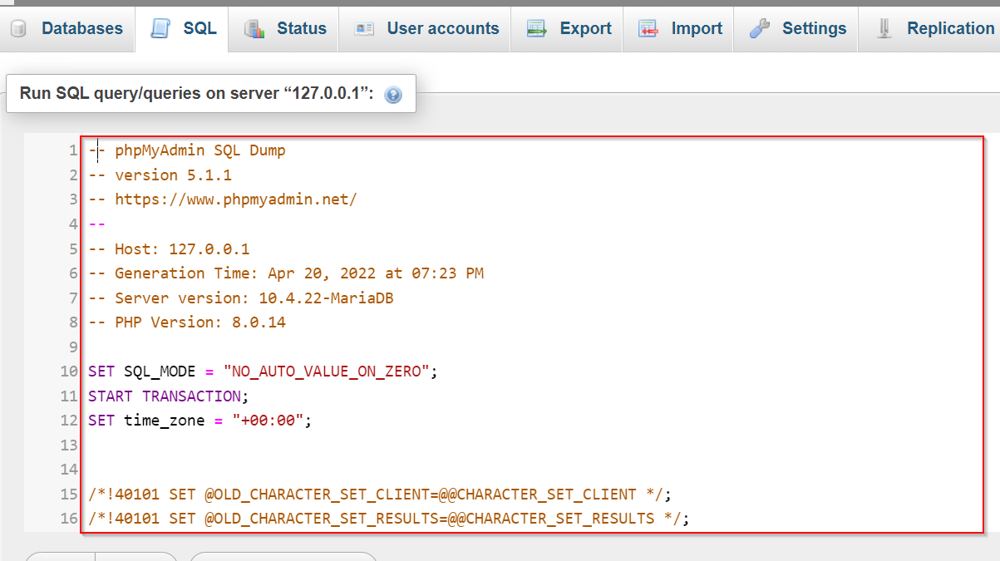 Databases SQL Status User accounts Export Import Settings Replication
Run SQL query/queries on server “127.0.0.1”:
1 -- phpMyAdmin SQL Dump
2 -- version 5.1.1
3 -- https://www.phpmyadmin.net/
4 --
5 -- Host: 127.0.0.1
6 -- Generation Time: Apr 20, 2022 at 07:23 PM
7 -- Server version: 10.4.22-MariaDB
8 -- PHP Version: 8.0.14
9
10 SET SQL_MODE = "NO_AUTO_VALUE_ON_ZERO";
11 START TRANSACTION;
12 SET time_zone = "+00:00";
13
14
15 /*!40101 SET @OLD_CHARACTER_SET_CLIENT=@@CHARACTER_SET_CLIENT */;
16 /*!40101 SET @OLD_CHARACTER_SET_RESULTS=@@CHARACTER_SET_RESULTS */;